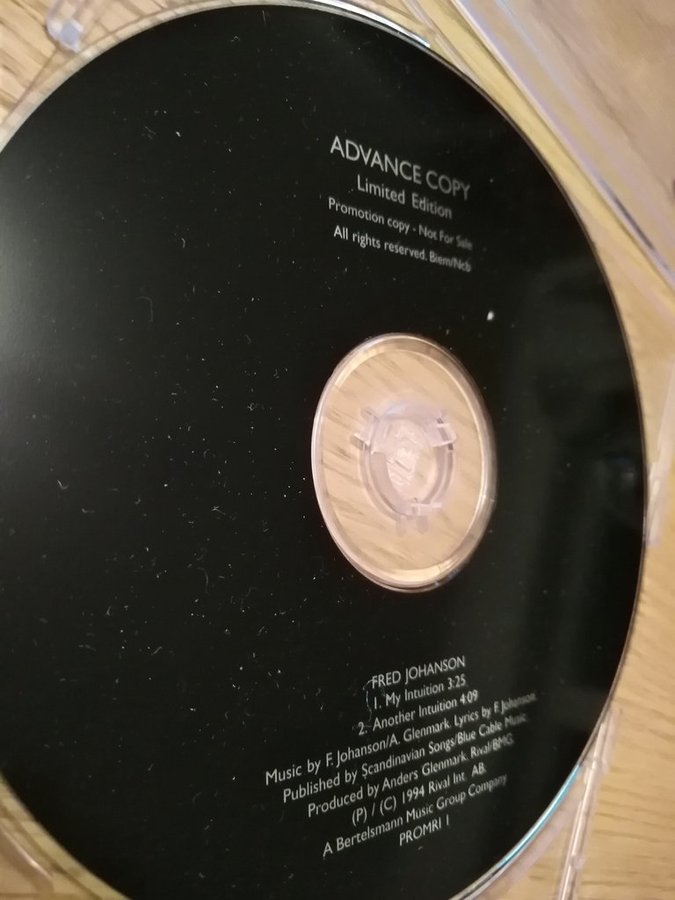 ADVANCE COPY
Limited Edition
Promotion copy - Not For Sale
All rights reserved. Biem/Ncb
FRED JOHANSON
1. My Intuition 3:25
2. Another Intuition 4:09
Music by F. Johanson/A. Glenmark. Lyrics by F. Johanson.
Published by Scandinavian Songs/Blue Cable Music.
Produced by Anders Glenmark. Rival/BMG.
(P) / (C) 1994 Rival Int. AB.
A Bertelsmann Music Group Company
PROMRI 1